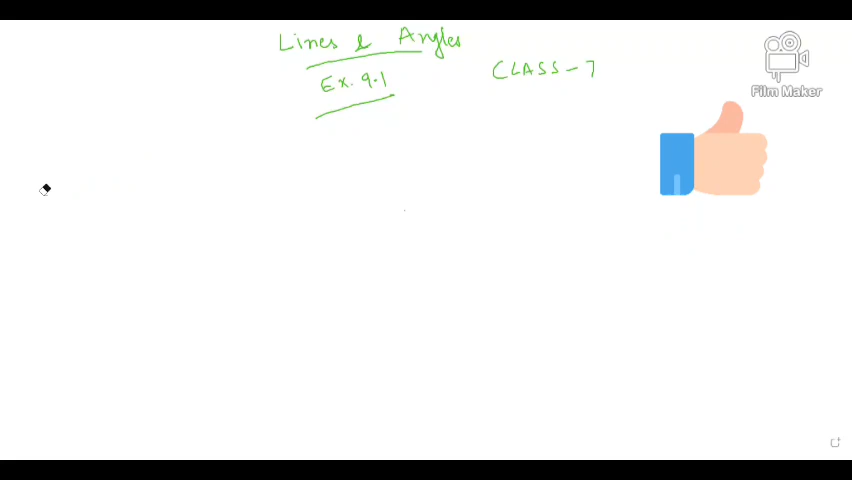 Lines & Angles
Ex. 9.1
CLASS - 7
Film Maker